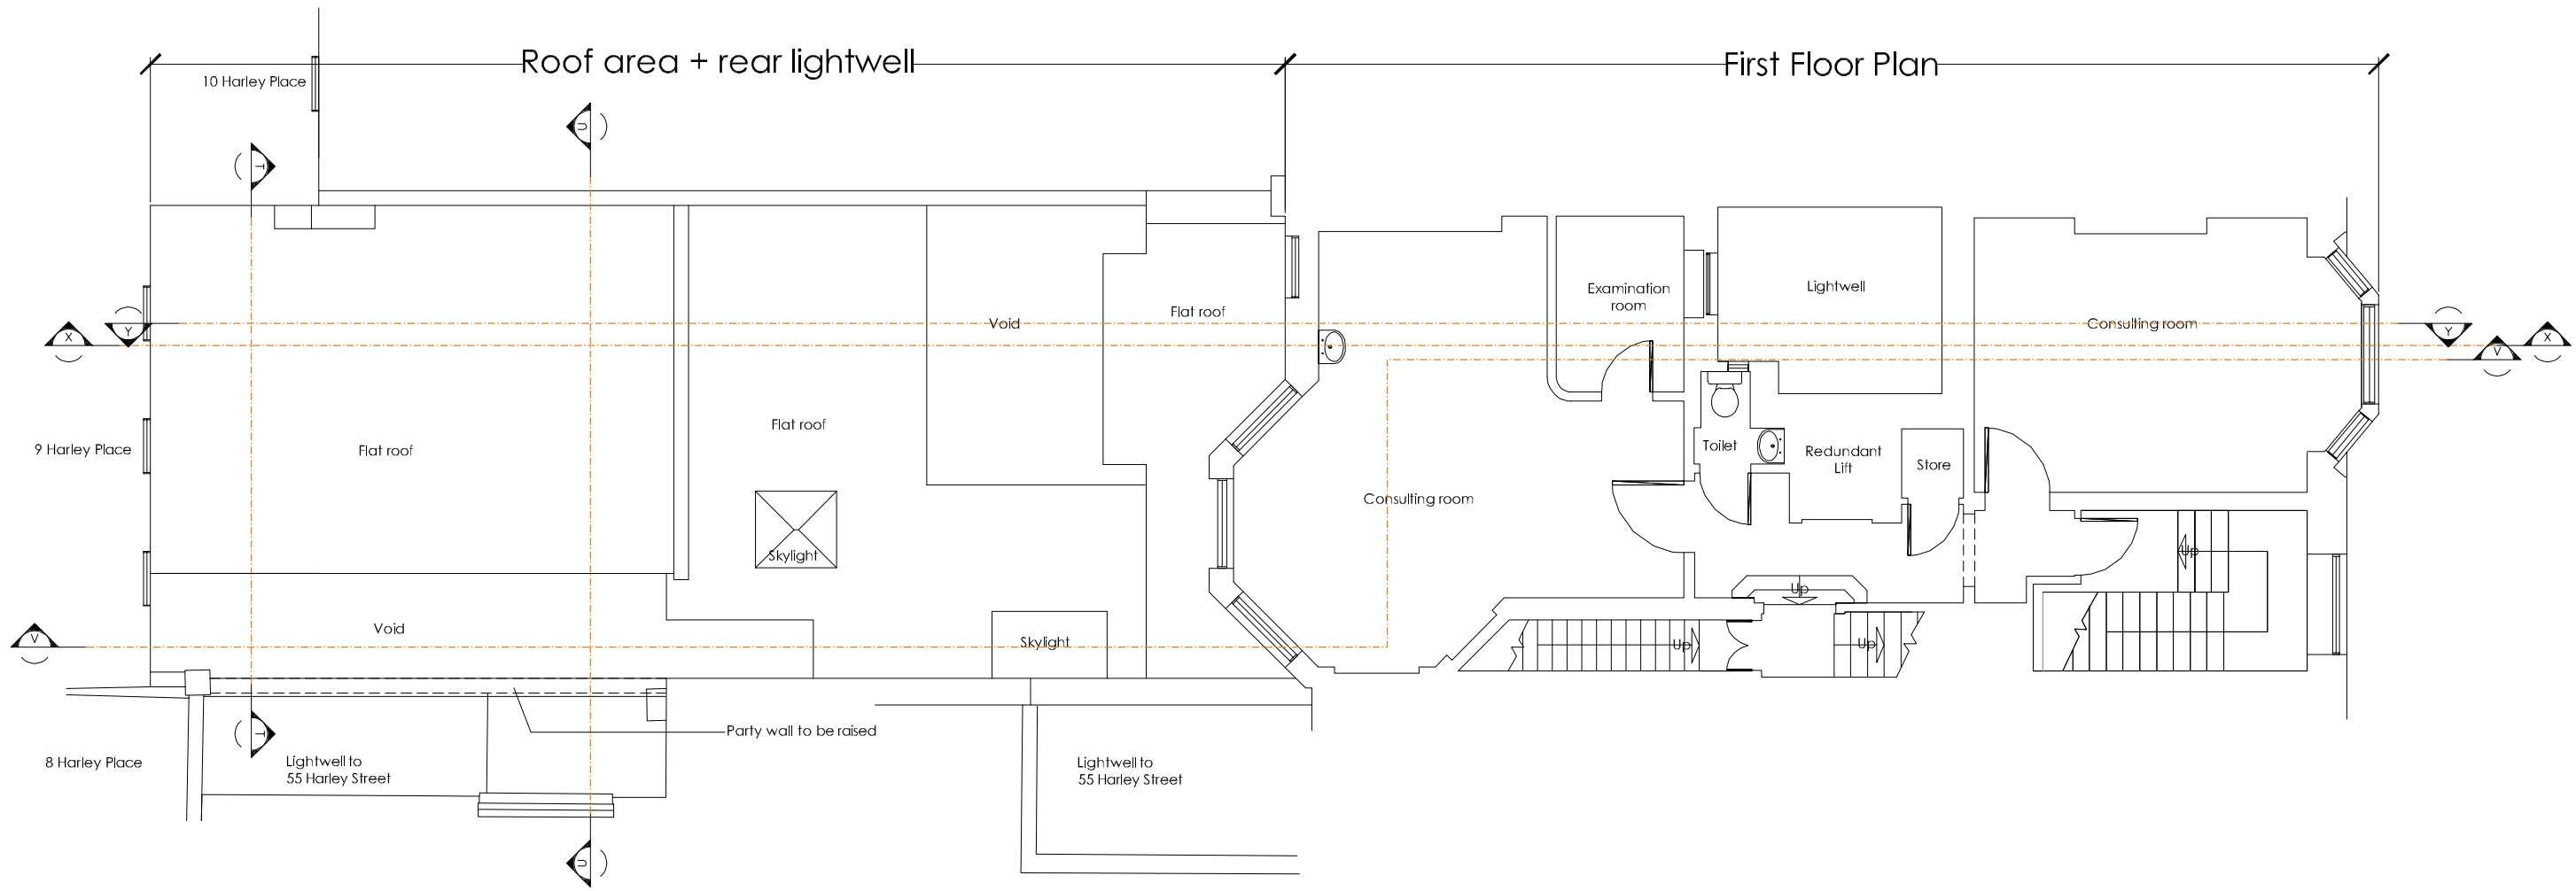 Roof area + rear lightwell
First Floor Plan
10 Harley Place
U
T
Examination
room
Lightwell
Flat roof
Void
Consulting room
Y
Y
X
X
V
Flat roof
Flat roof
9 Harley Place
Toilet
Redundant
Lift
Store
Consulting room
Skylight
Up
Up
Void
V
Skylight
Up
Up
T
Party wall to be raised
8 Harley Place
Lightwell to
55 Harley Street
Lightwell to
55 Harley Street
U